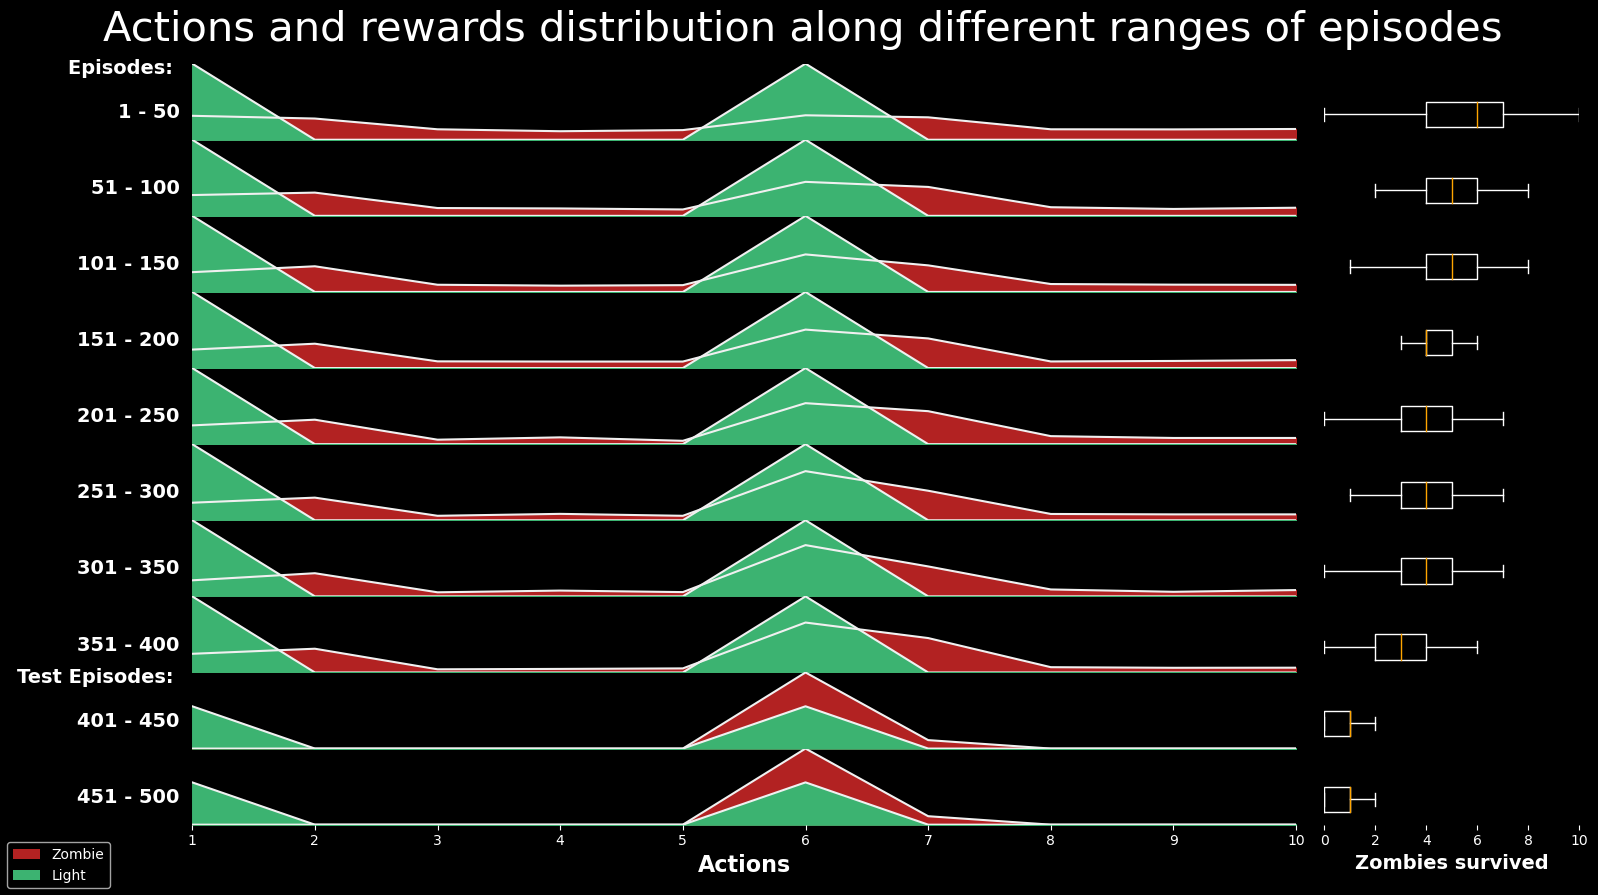 Actions and rewards distribution along different ranges of episodes
Episodes:
1 - 50
51 - 100
101 - 150
151 - 200
201 - 250
251 - 300
301 - 350
351 - 400
Test Episodes:
401 - 450
451 - 500
1 2 3 4 5 6 7 8 9 10
Actions
0 2 4 6 8 10
Zombies survived
Zombie
Light